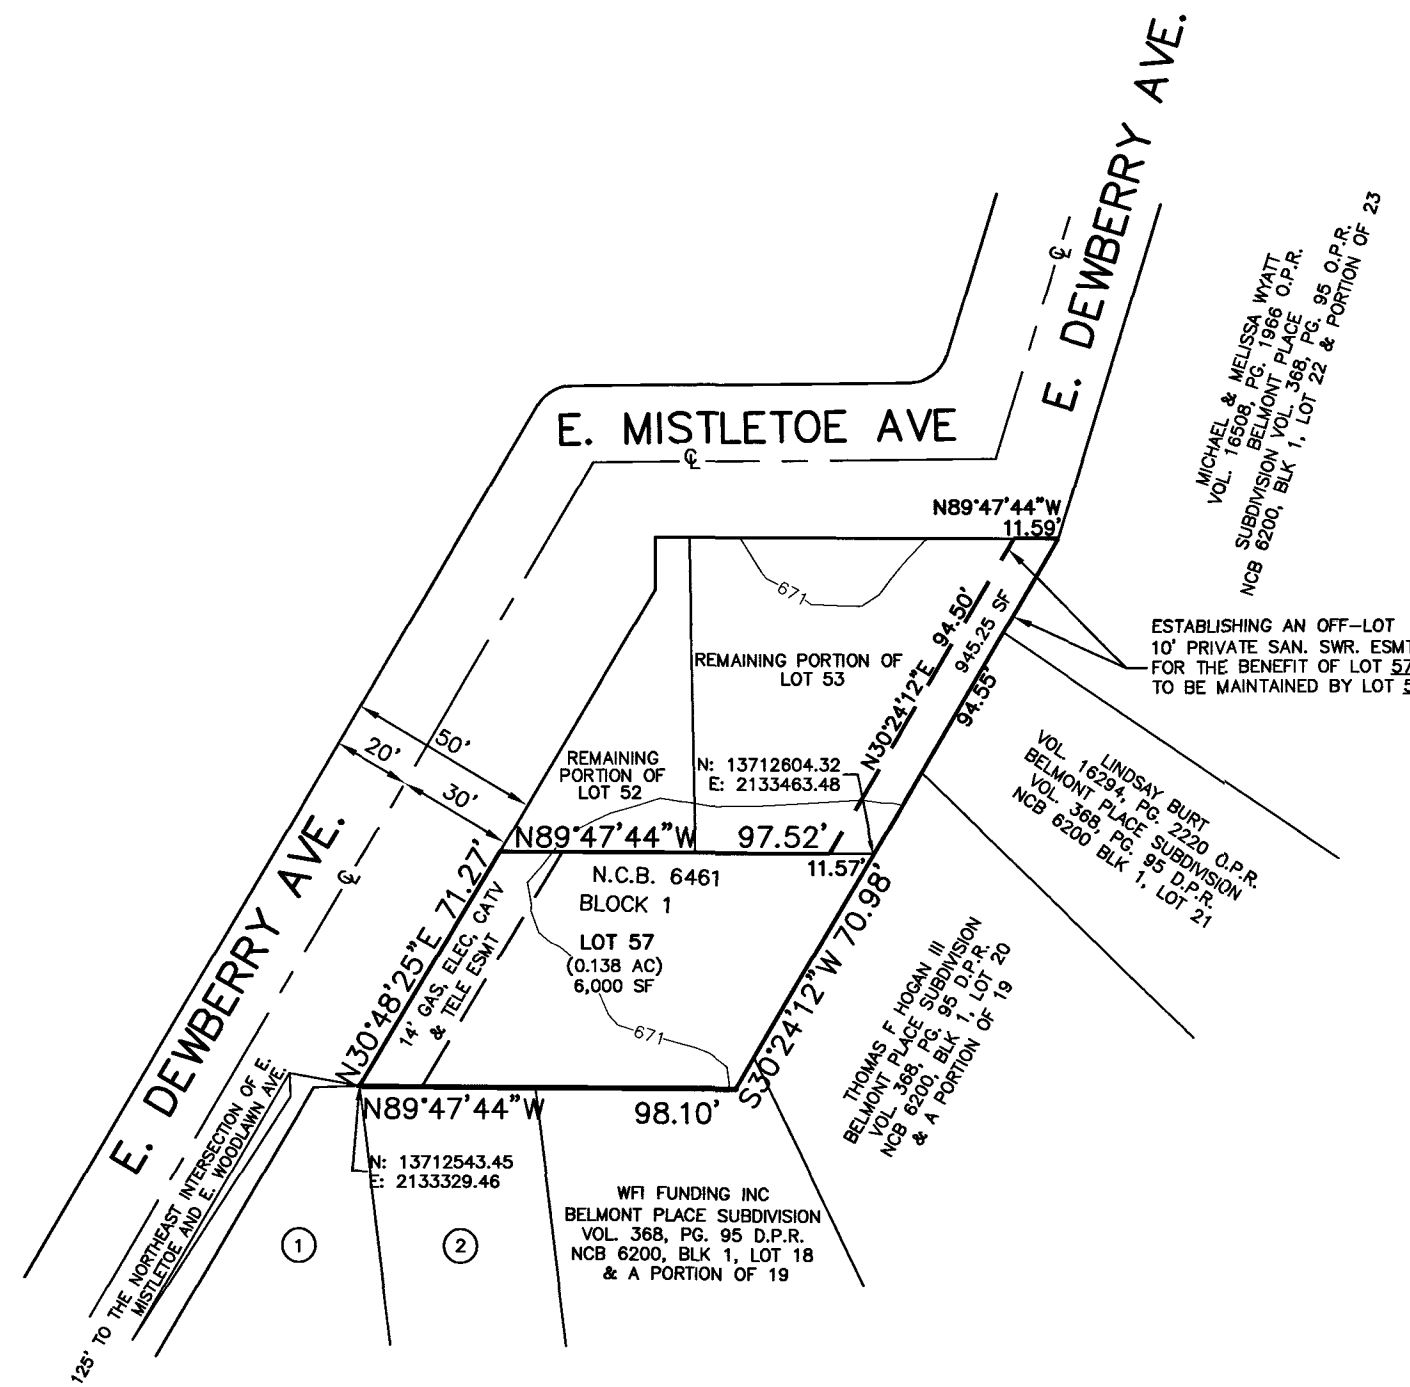 E. DEWBERRY AVE.
℄
E. MISTLETOE AVE
℄
MICHAEL & MELISSA WYATT
VOL. 16508, PG. 1966 O.P.R.
BELMONT PLACE
SUBDIVISION VOL. 368, PG. 95 O.P.R.
NCB 6200, BLK 1, LOT 22 & PORTION OF 23
N89°47'44"W
11.59'
671
ESTABLISHING AN OFF-LOT
10' PRIVATE SAN. SWR. ESMT
FOR THE BENEFIT OF LOT 57
TO BE MAINTAINED BY LOT 5
REMAINING PORTION OF
LOT 53
N30°24'12"E 94.50'
945.25 SF
94.55'
50'
20'
30'
REMAINING
PORTION OF
LOT 52
N: 13712604.32
E: 2133463.48
LINDSAY BURT
VOL. 16294, PG. 2220 O.P.R.
BELMONT PLACE SUBDIVISION
VOL. 368, PG. 95 D.P.R.
NCB 6200 BLK 1, LOT 21
N89°47'44"W 97.52'
11.57'
E. DEWBERRY AVE.
℄
N30°48'25"E 71.27'
14' GAS, ELEC, CATV
& TELE ESMT
N.C.B. 6461
BLOCK 1
LOT 57
(0.138 AC)
6,000 SF
671
S30°24'12"W 70.98'
THOMAS F HOGAN III
BELMONT PLACE SUBDIVISION
VOL. 368, PG. 95 D.P.R.
NCB 6200, BLK 1, LOT 20
& A PORTION OF 19
N89°47'44"W 98.10'
N: 13712543.45
E: 2133329.46
125' TO THE NORTHEAST INTERSECTION OF E.
MISTLETOE AND E. WOODLAWN AVE.
1
2
WFI FUNDING INC
BELMONT PLACE SUBDIVISION
VOL. 368, PG. 95 D.P.R.
NCB 6200, BLK 1, LOT 18
& A PORTION OF 19